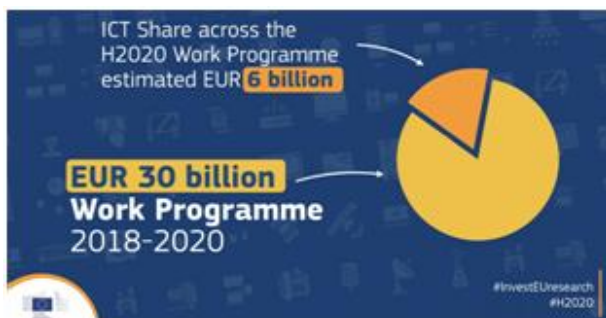 ICT Share across the
H2020 Work Programme
estimated EUR 6 billion
EUR 30 billion
Work Programme
2018-2020
#InvestEUresearch
#H2020